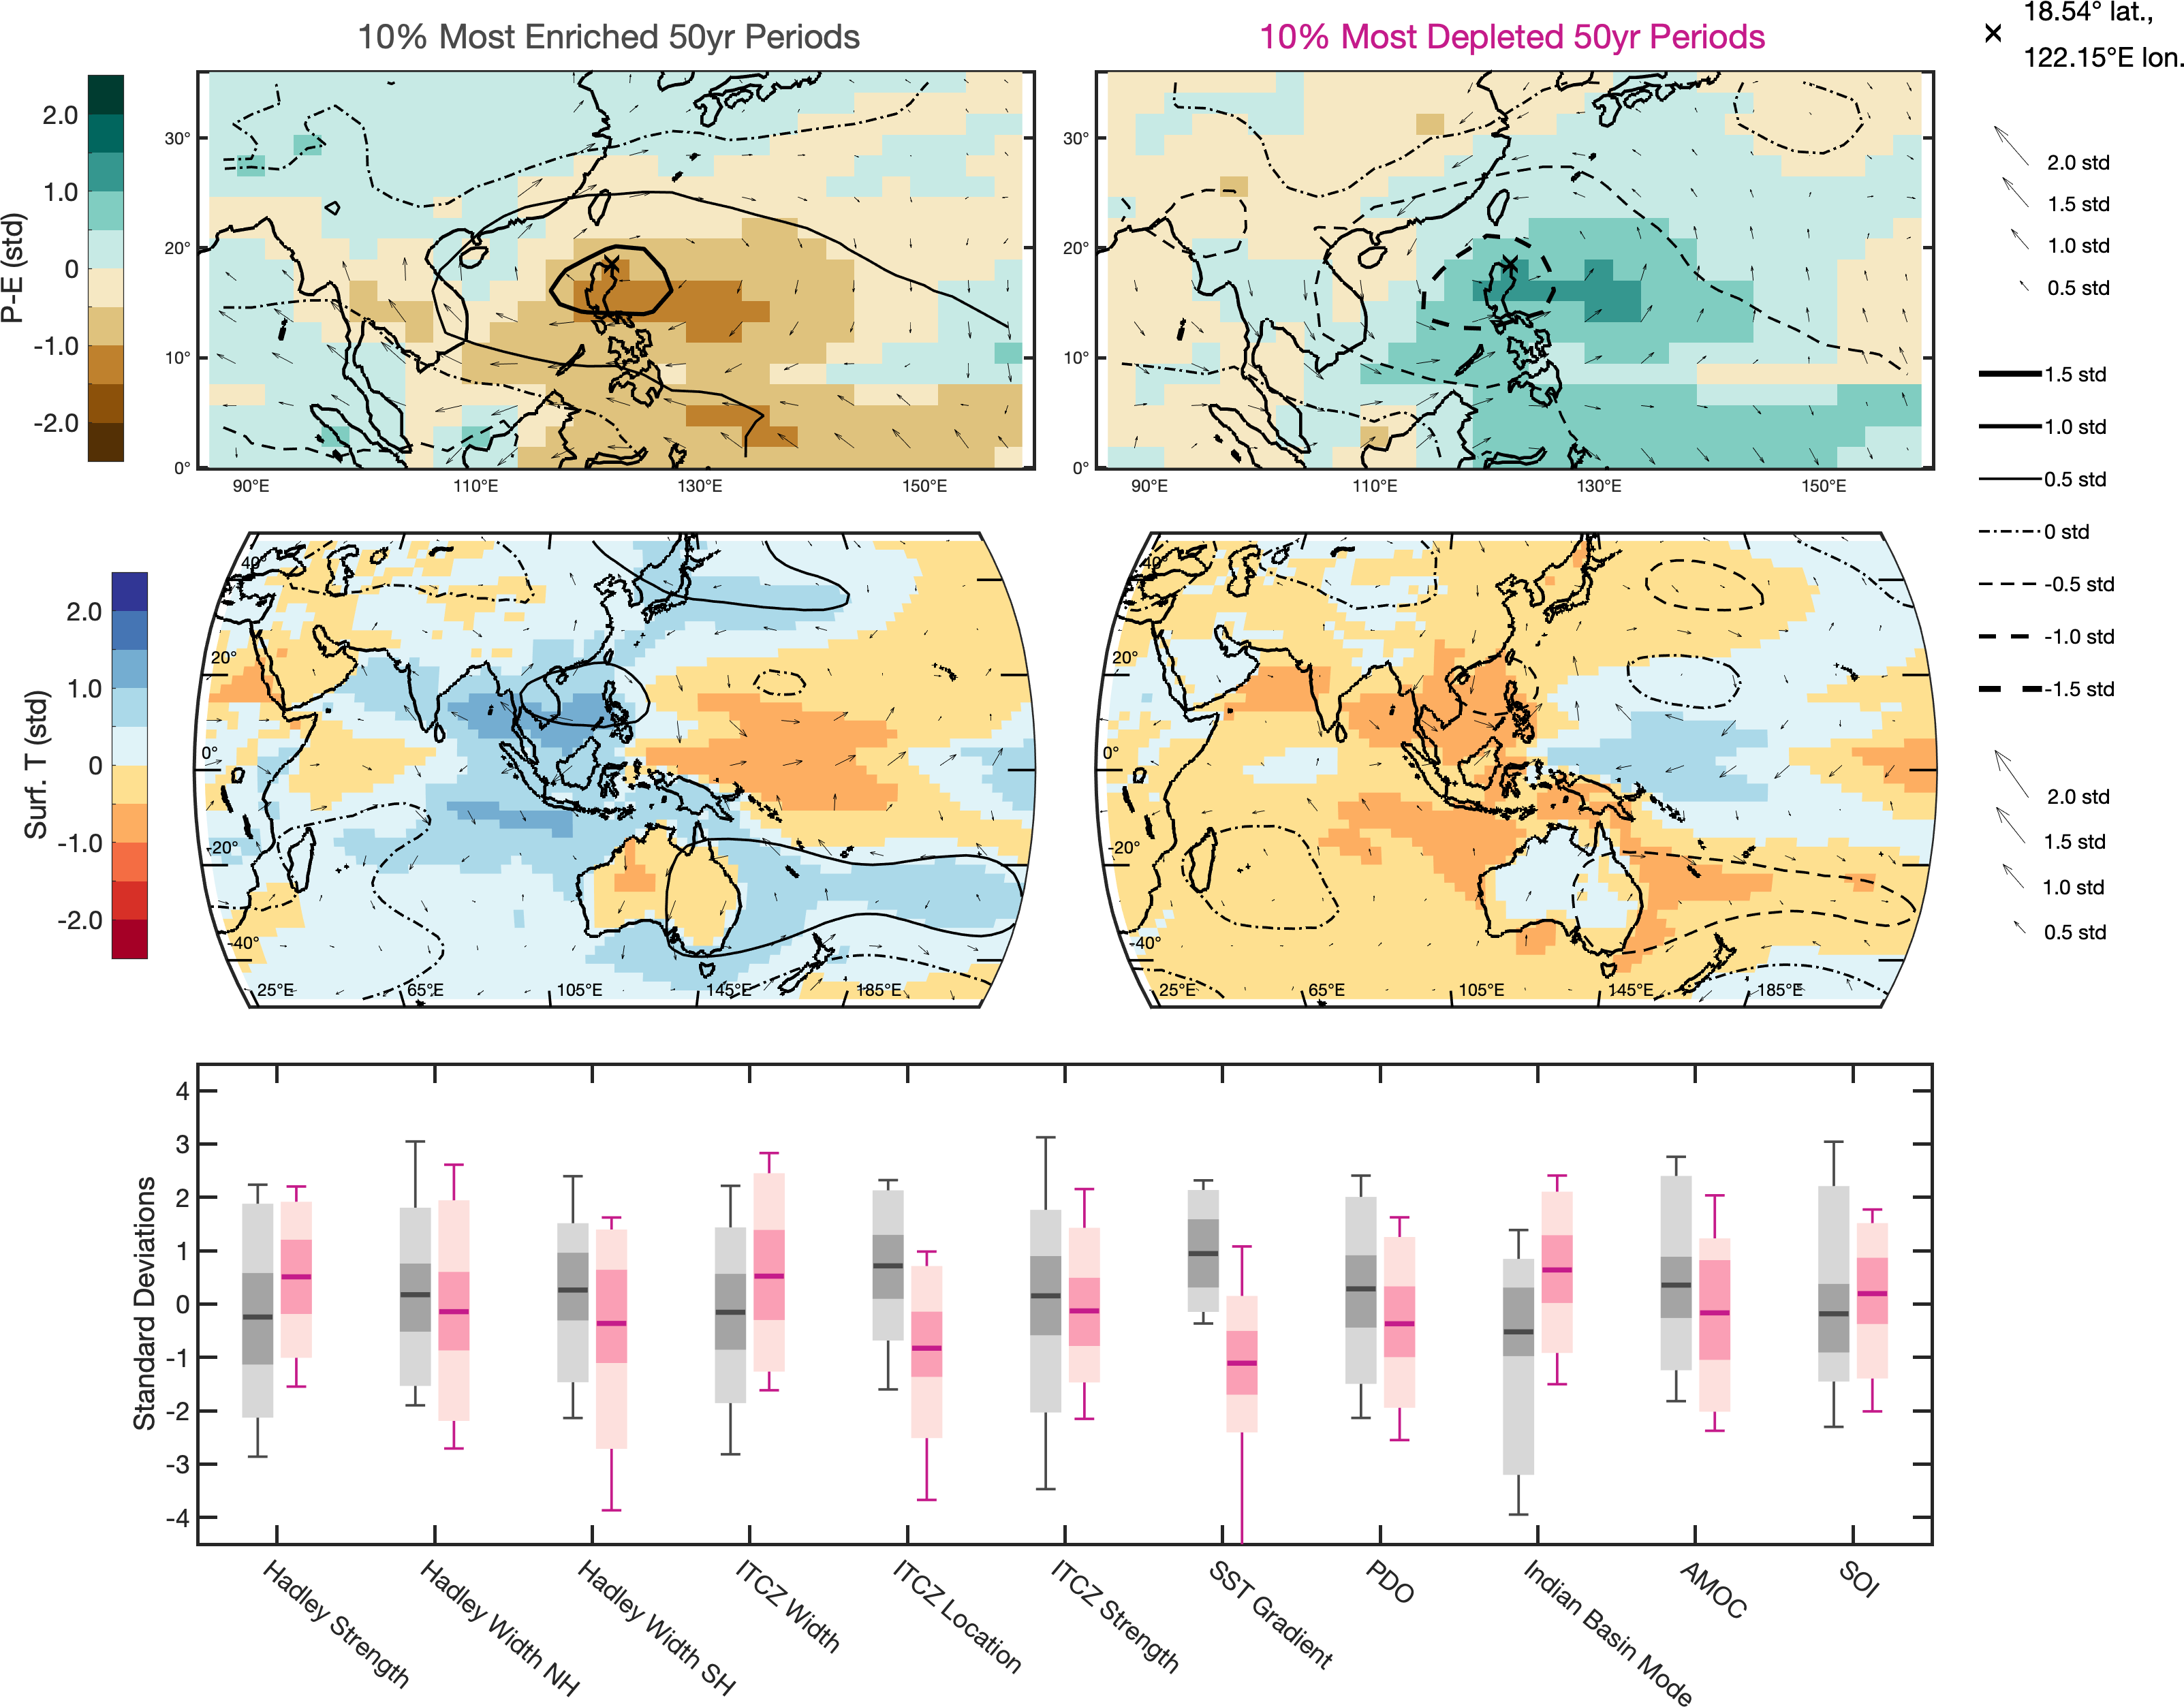 10% Most Enriched 50yr Periods
10% Most Depleted 50yr Periods
18.54° lat.,
122.15°E lon.
P-E (std)
2.0
1.0
0
-1.0
-2.0
30°
20°
10°
0°
90°E
110°E
130°E
150°E
30°
20°
10°
0°
90°E
110°E
130°E
150°E
2.0 std
1.5 std
1.0 std
0.5 std
1.5 std
1.0 std
0.5 std
0 std
-0.5 std
-1.0 std
-1.5 std
Surf. T (std)
2.0
1.0
0
-1.0
-2.0
40°
20°
0°
-20°
-40°
25°E
65°E
105°E
145°E
185°E
40°
20°
0°
-20°
-40°
25°E
65°E
105°E
145°E
185°E
2.0 std
1.5 std
1.0 std
0.5 std
Standard Deviations
4
3
2
1
0
-1
-2
-3
-4
Hadley Strength
Hadley Width NH
Hadley Width SH
ITCZ Width
ITCZ Location
ITCZ Strength
SST Gradient
PDO
Indian Basin Mode
AMOC
SOI